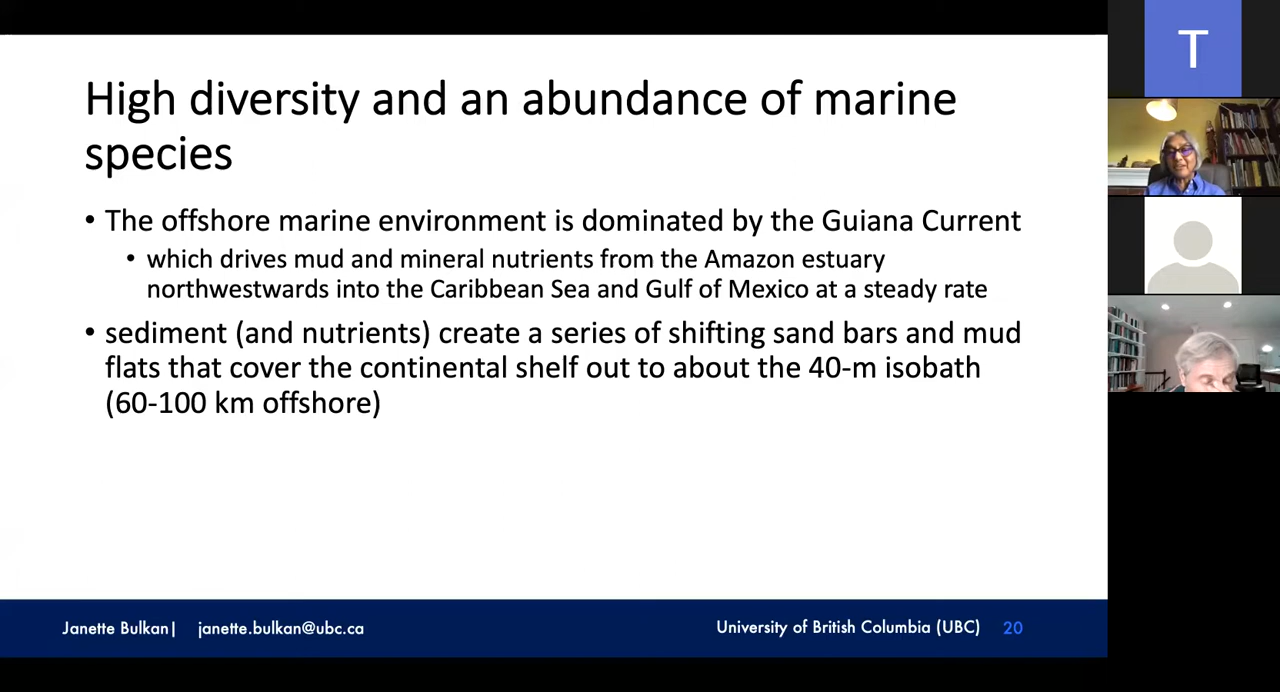 High diversity and an abundance of marine
species
• The offshore marine environment is dominated by the Guiana Current
• which drives mud and mineral nutrients from the Amazon estuary
northwestwards into the Caribbean Sea and Gulf of Mexico at a steady rate
• sediment (and nutrients) create a series of shifting sand bars and mud
flats that cover the continental shelf out to about the 40-m isobath
(60-100 km offshore)
Janette Bulkan| janette.bulkan@ubc.ca
University of British Columbia (UBC) 20
T